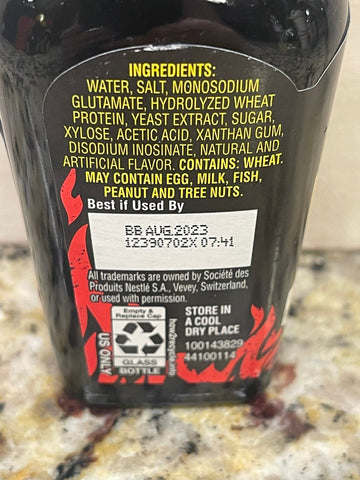 INGREDIENTS:
WATER, SALT, MONOSODIUM
GLUTAMATE, HYDROLYZED WHEAT
PROTEIN, YEAST EXTRACT, SUGAR,
XYLOSE, ACETIC ACID, XANTHAN GUM,
DISODIUM INOSINATE, NATURAL AND
ARTIFICIAL FLAVOR. CONTAINS: WHEAT.
MAY CONTAIN EGG, MILK, FISH,
PEANUT AND TREE NUTS.
Best if Used By
BB AUG.2023
12390702X 07:41
All trademarks are owned by Société des
Produits Nestlé S.A., Vevey, Switzerland,
or used with permission.
US ONLY
Empty &
Replace Cap
GLASS
BOTTLE
how2recycle.info
STORE IN
A COOL
DRY PLACE
100143829
44100114